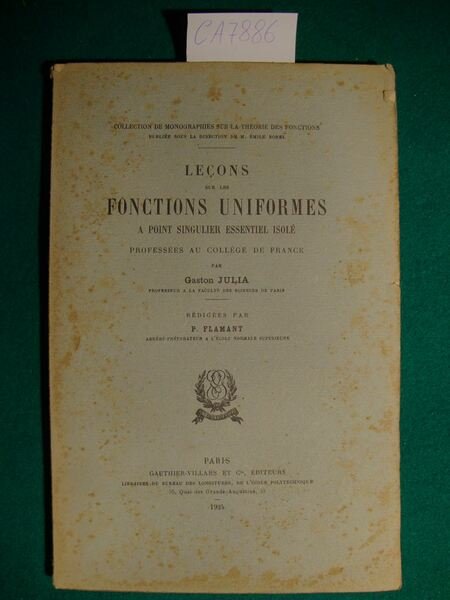 CA7886
COLLECTION DE MONOGRAPHIES SUR LA THÉORIE DES FONCTIONS
PUBLIÉE SOUS LA DIRECTION DE M. ÉMILE BOREL
LEÇONS
SUR LES
FONCTIONS UNIFORMES
A POINT SINGULIER ESSENTIEL ISOLÉ
PROFESSÉES AU COLLÈGE DE FRANCE
PAR
Gaston JULIA
PROFESSEUR A LA FACULTÉ DES SCIENCES DE PARIS
RÉDIGÉES PAR
P. FLAMANT
AGRÉGÉ-PRÉPARATEUR A L'ÉCOLE NORMALE SUPÉRIEURE
PARIS
GAUTHIER-VILLARS ET Cie, ÉDITEURS
LIBRAIRES DU BUREAU DES LONGITUDES, DE L'ÉCOLE POLYTECHNIQUE
55, Quai des Grands-Augustins, 55